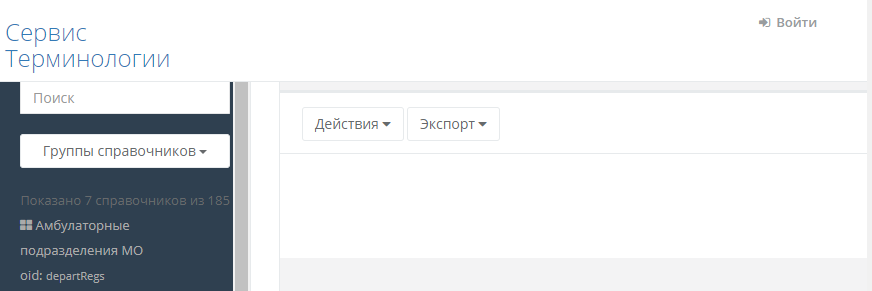 Сервис
Терминологии
Войти
Поиск
Группы справочников
Действия
Экспорт
Показано 7 справочников из 185
Амбулаторные
подразделения МО
oid: departRegs